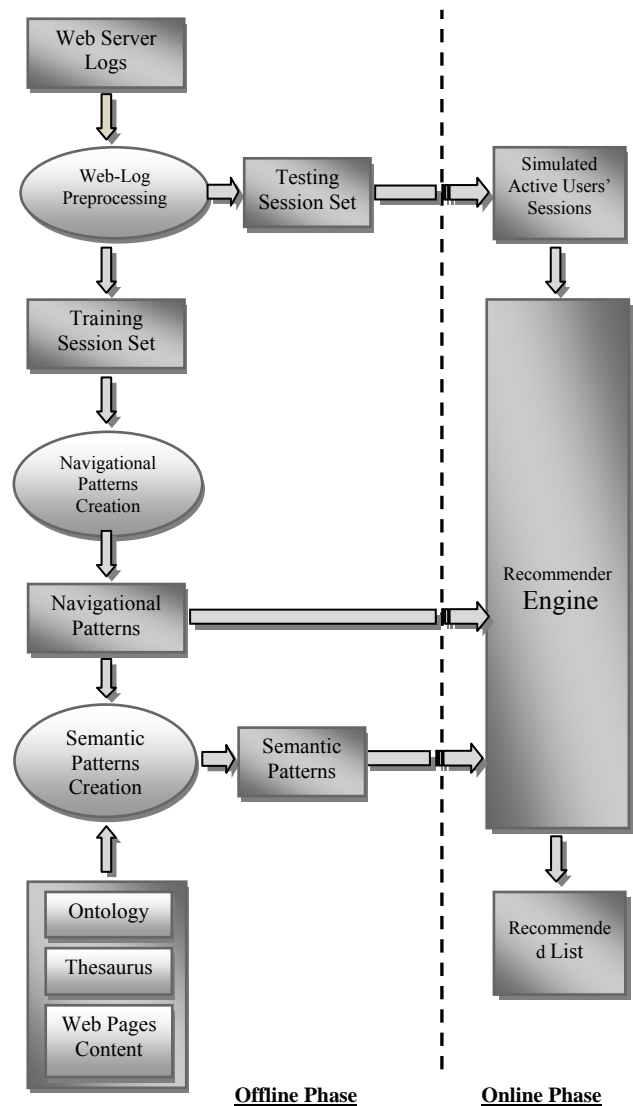 Web Server
Logs
Web-Log
Preprocessing
Testing
Session Set
Simulated
Active Users'
Sessions
Training
Session Set
Navigational
Patterns
Creation
Recommender
Engine
Navigational
Patterns
Semantic
Patterns
Creation
Semantic
Patterns
Ontology
Thesaurus
Web Pages
Content
Recommende
d List
Offline Phase
Online Phase